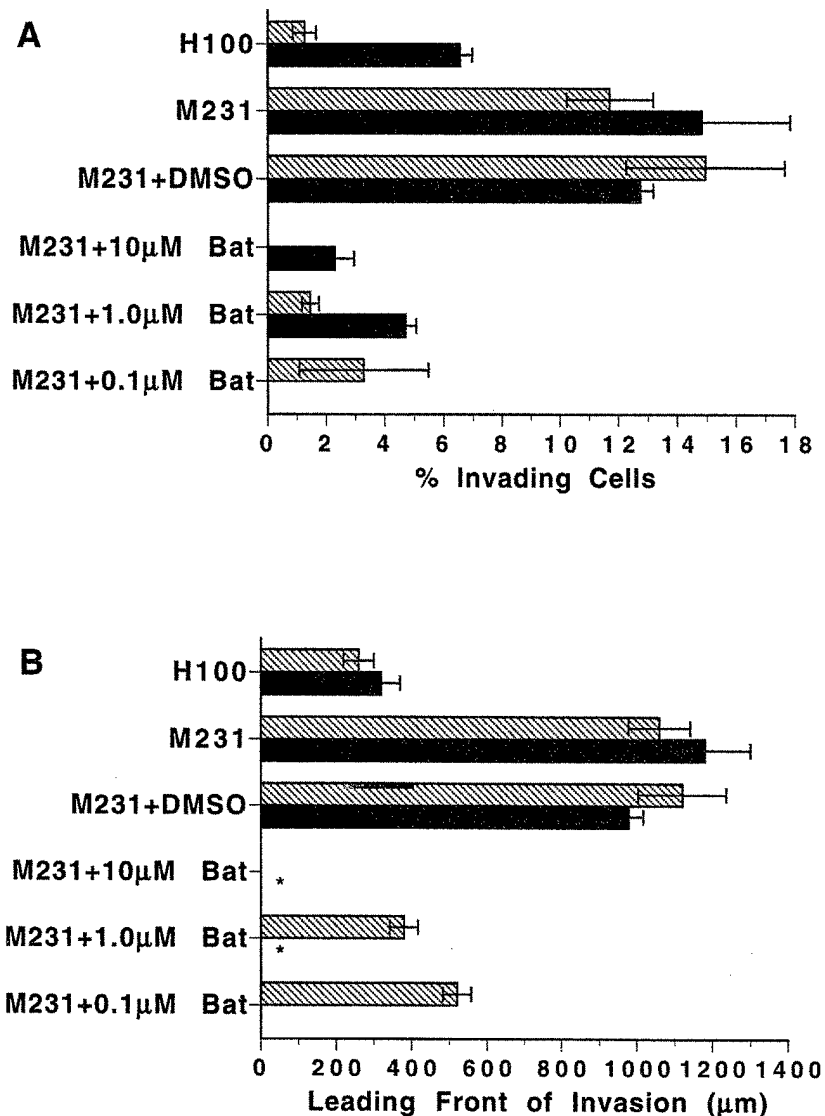 A
H100
M231
M231+DMSO
M231+10µM Bat
M231+1.0µM Bat
M231+0.1µM Bat
0 2 4 6 8 10 12 14 16 18
% Invading Cells
B
H100
M231
M231+DMSO
M231+10µM Bat
*
M231+1.0µM Bat
*
M231+0.1µM Bat
0 200 400 600 800 1000 1200 1400
Leading Front of Invasion (µm)